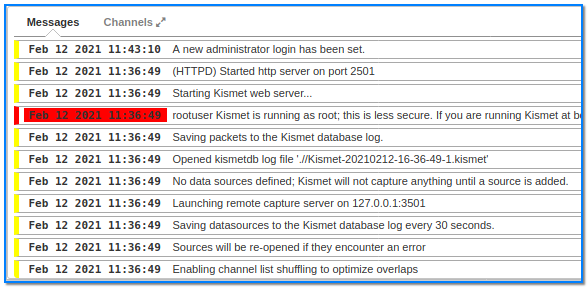 Messages Channels
Feb 12 2021 11:43:10 A new administrator login has been set.
Feb 12 2021 11:36:49 (HTTPD) Started http server on port 2501
Feb 12 2021 11:36:49 Starting Kismet web server...
Feb 12 2021 11:36:49 rootuser Kismet is running as root; this is less secure. If you are running Kismet at
Feb 12 2021 11:36:49 Saving packets to the Kismet database log.
Feb 12 2021 11:36:49 Opened kismetdb log file './/Kismet-20210212-16-36-49-1.kismet'
Feb 12 2021 11:36:49 No data sources defined; Kismet will not capture anything until a source is added.
Feb 12 2021 11:36:49 Launching remote capture server on 127.0.0.1:3501
Feb 12 2021 11:36:49 Saving datasources to the Kismet database log every 30 seconds.
Feb 12 2021 11:36:49 Sources will be re-opened if they encounter an error
Feb 12 2021 11:36:49 Enabling channel list shuffling to optimize overlaps